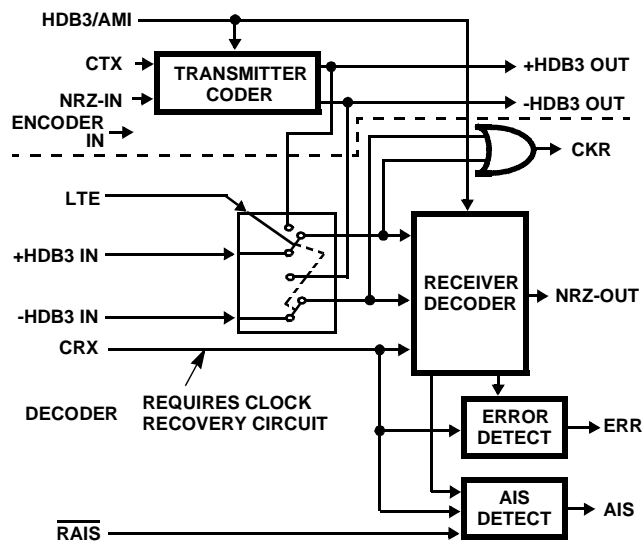 HDB3/AMI
CTX
TRANSMITTER
CODER
+HDB3 OUT
NRZ-IN
-HDB3 OUT
ENCODER
IN
CKR
LTE
+HDB3 IN
RECEIVER
DECODER
NRZ-OUT
-HDB3 IN
CRX
DECODER
REQUIRES CLOCK
RECOVERY CIRCUIT
ERROR
DETECT
ERR
AIS
DETECT
AIS
RAIS